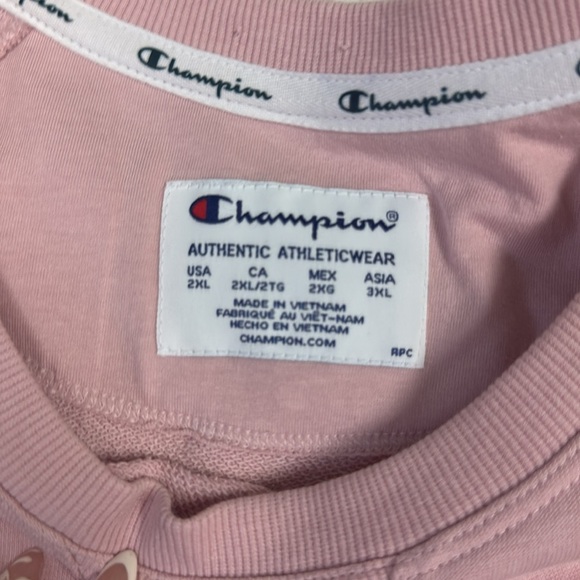 Champion Champion
Champion®
AUTHENTIC ATHLETICWEAR
USA CA MEX ASIA
2XL 2XL/2TG 2XG 3XL
MADE IN VIETNAM
FABRIQUÉ AU VIÊT-NAM
HECHO EN VIETNAM
CHAMPION.COM
RPC